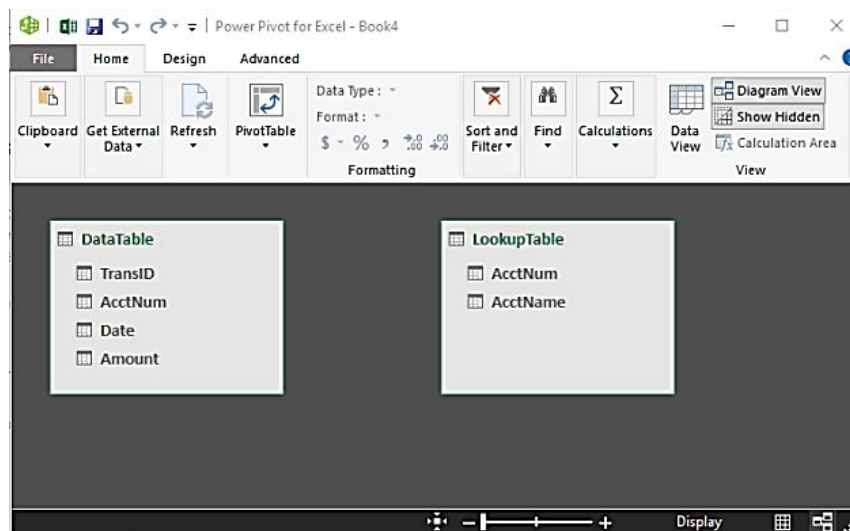 Power Pivot for Excel - Book4
File Home Design Advanced
Clipboard
Get External Data
Refresh
PivotTable
Data Type :
Format :
$ % , .00 .00
Formatting
Sort and Filter
Find
Σ
Calculations
Data View
Diagram View
Show Hidden
Calculation Area
View
DataTable
TransID
AcctNum
Date
Amount
LookupTable
AcctNum
AcctName
Display